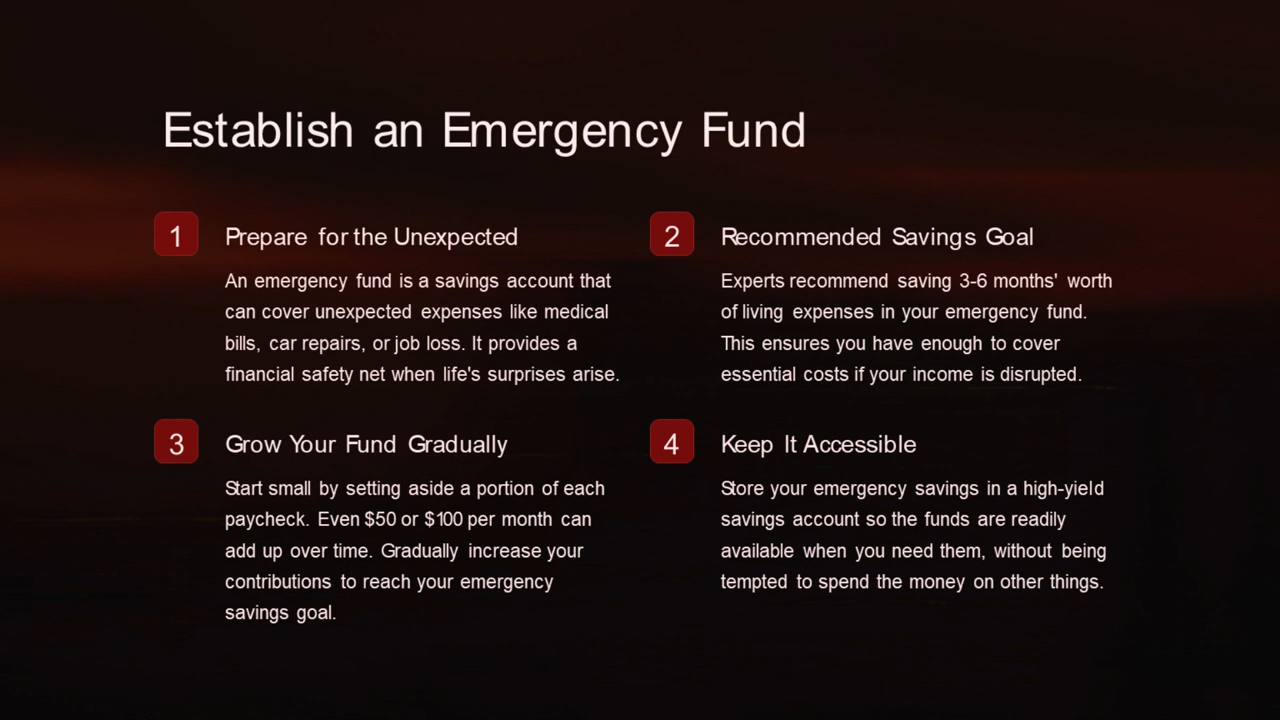 Establish an Emergency Fund
1
Prepare for the Unexpected
An emergency fund is a savings account that
can cover unexpected expenses like medical
bills, car repairs, or job loss. It provides a
financial safety net when life's surprises arise.
2
Recommended Savings Goal
Experts recommend saving 3-6 months' worth
of living expenses in your emergency fund.
This ensures you have enough to cover
essential costs if your income is disrupted.
3
Grow Your Fund Gradually
Start small by setting aside a portion of each
paycheck. Even $50 or $100 per month can
add up over time. Gradually increase your
contributions to reach your emergency
savings goal.
4
Keep It Accessible
Store your emergency savings in a high-yield
savings account so the funds are readily
available when you need them, without being
tempted to spend the money on other things.